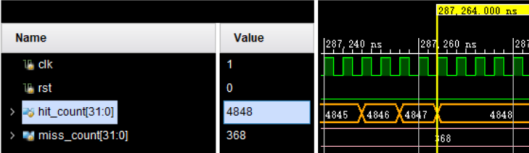 287,264.000 ns
Name Value
287,240 ns 287,260 ns
clk 1
rst 0
hit_count[31:0] 4848 4845 4846 4847 4848
miss_count[31:0] 368 368